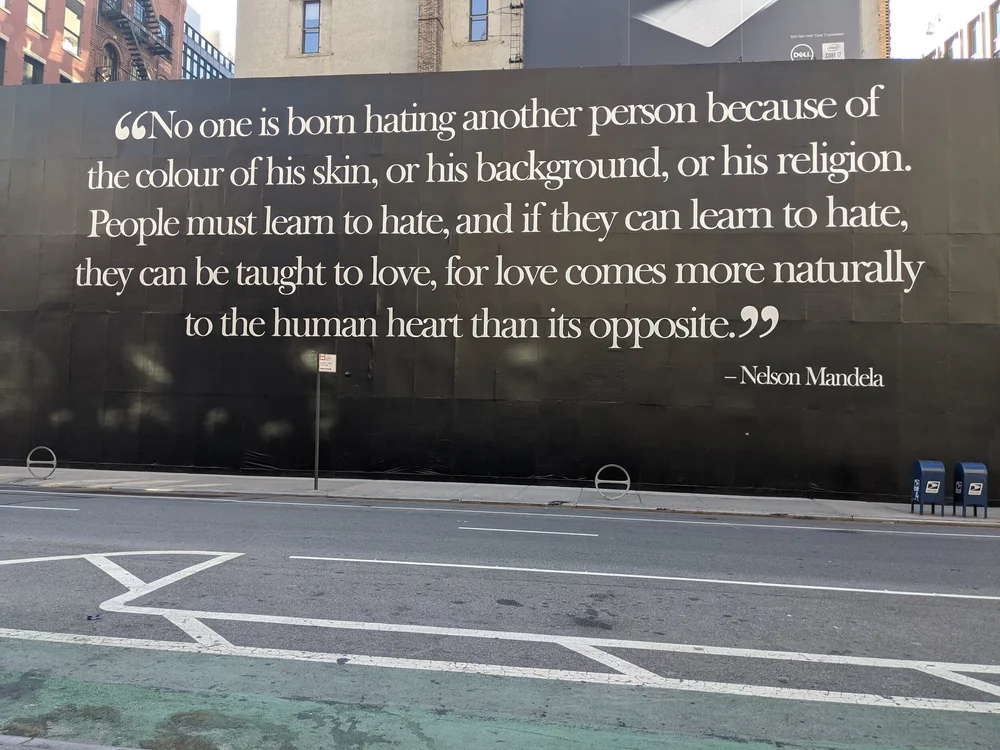 DELL
“No one is born hating another person because of
the colour of his skin, or his background, or his religion.
People must learn to hate, and if they can learn to hate,
they can be taught to love, for love comes more naturally
to the human heart than its opposite.”
– Nelson Mandela